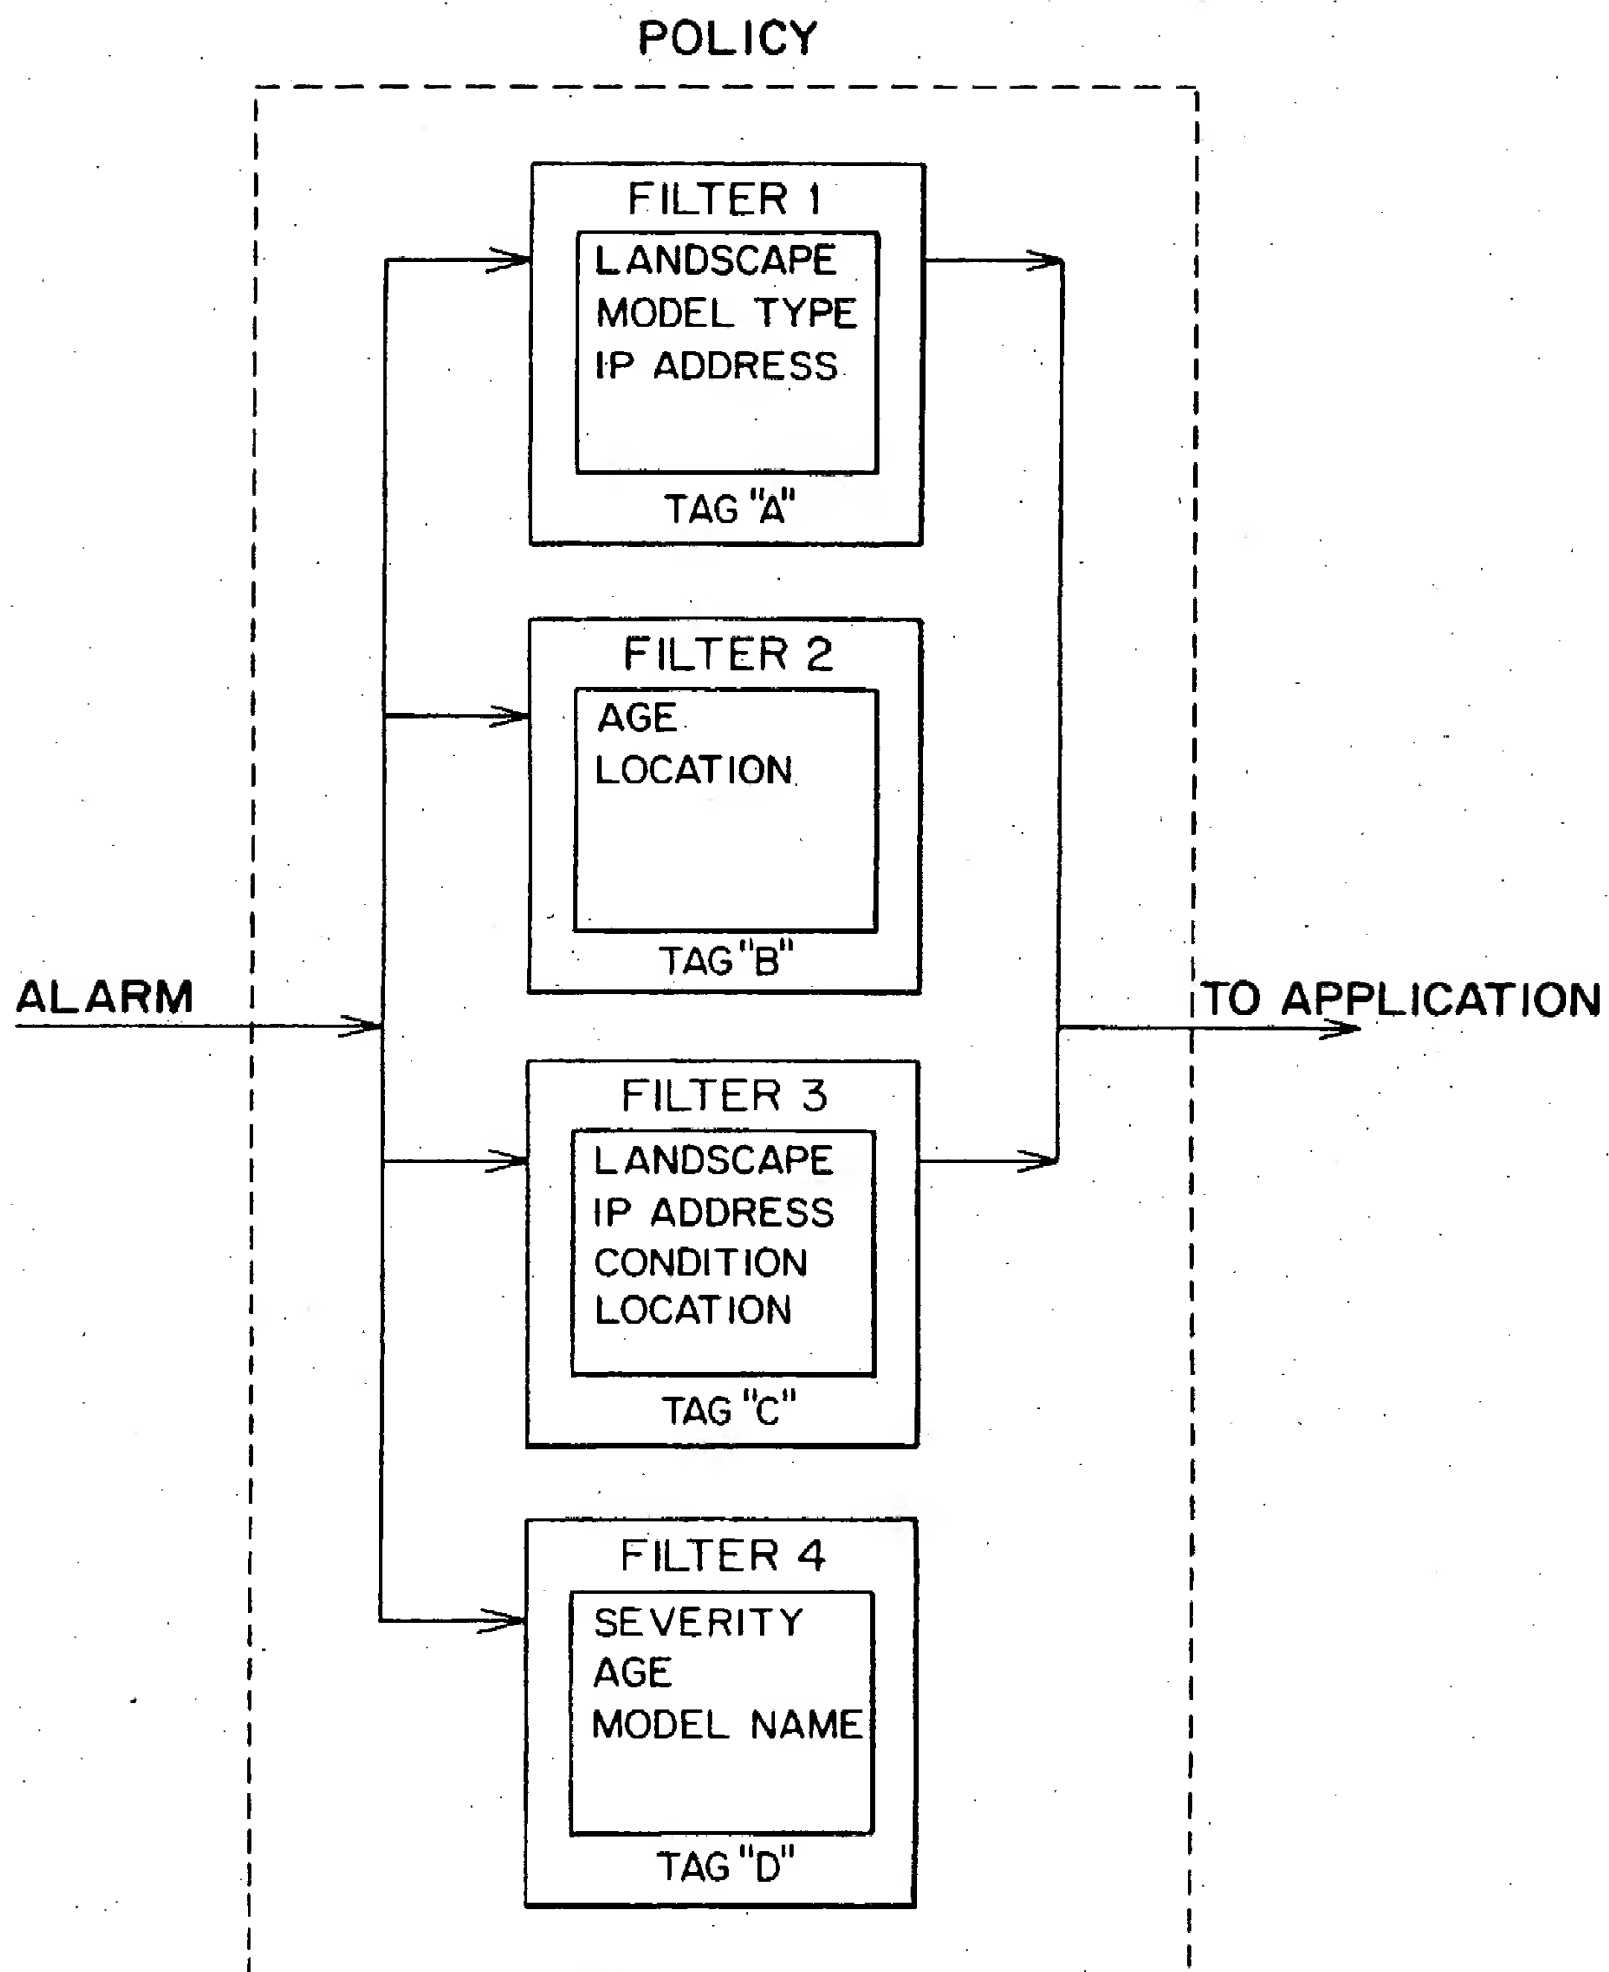 POLICY
FILTER 1
LANDSCAPE
MODEL TYPE
IP ADDRESS
TAG "A"
FILTER 2
AGE
LOCATION
TAG "B"
ALARM
TO APPLICATION
FILTER 3
LANDSCAPE
IP ADDRESS
CONDITION
LOCATION
TAG "C"
FILTER 4
SEVERITY
AGE
MODEL NAME
TAG "D"